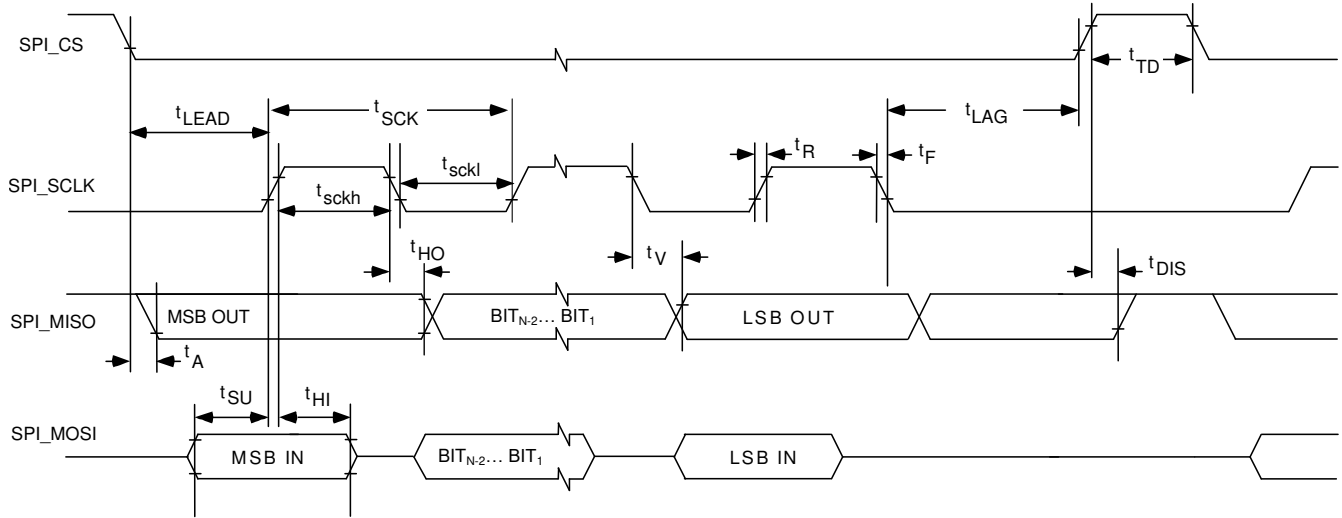 SPI_CS
tTD
tLEAD
tSCK
tLAG
tR
tF
SPI_SCLK
tsckh
tsckl
tHO
tV
tDIS
SPI_MISO
MSB OUT
BITN-2... BIT1
LSB OUT
tA
tSU
tHI
SPI_MOSI
MSB IN
BITN-2... BIT1
LSB IN